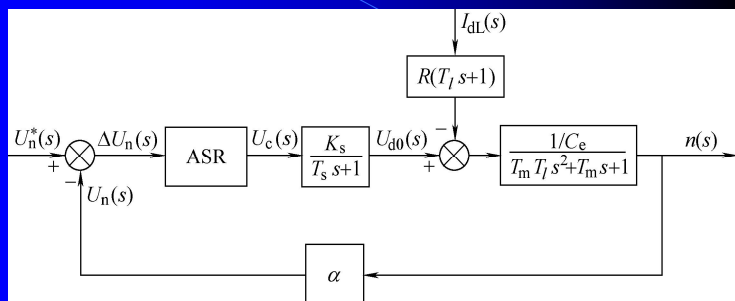 I_dL(s)
R(T_l s+1)
U_n^*(s)
ΔU_n(s)
ASR
U_c(s)
K_s
T_s s+1
U_d0(s)
1/C_e
T_m T_l s^2+T_m s+1
n(s)
+
−
+
−
U_n(s)
α